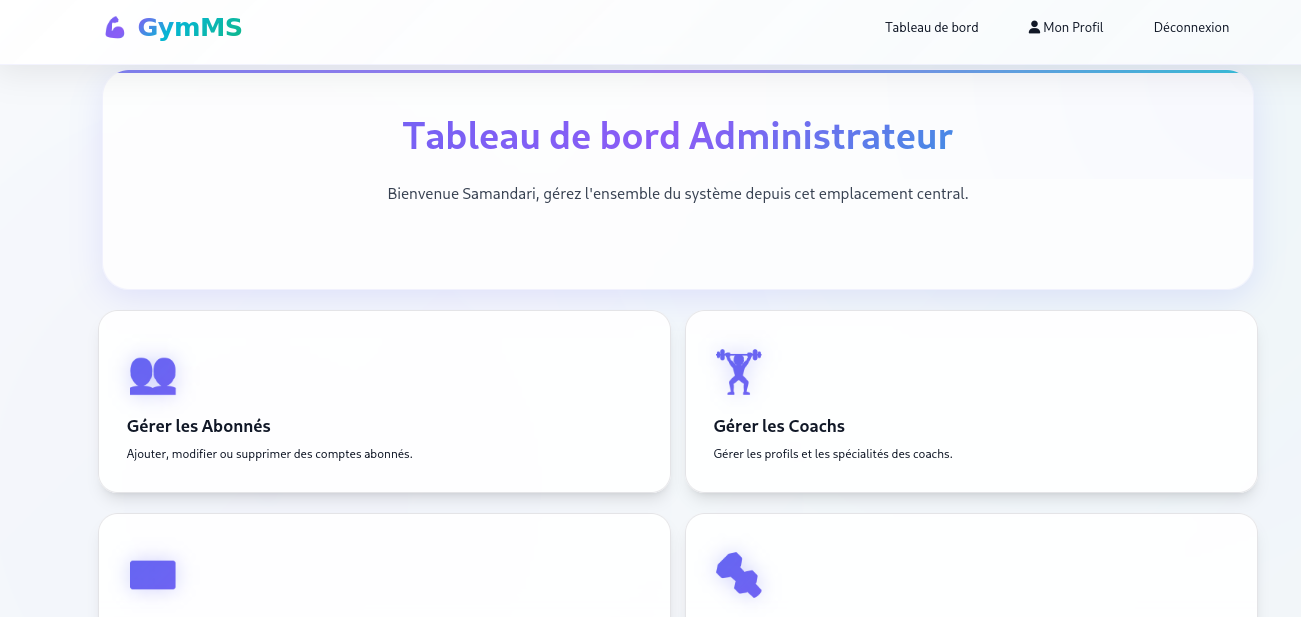 GymMS
Tableau de bord
Mon Profil
Déconnexion
Tableau de bord Administrateur
Bienvenue Samandari, gérez l'ensemble du système depuis cet emplacement central.
Gérer les Abonnés
Ajouter, modifier ou supprimer des comptes abonnés.
Gérer les Coachs
Gérer les profils et les spécialités des coachs.